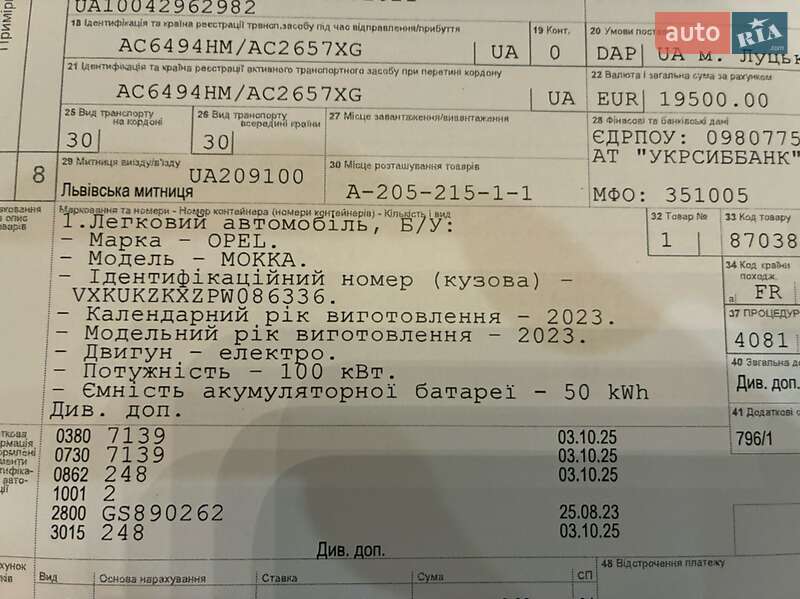 UA10042962982
18 Ідентифікація та країна реєстрації трансп.засобу під час відправлення/прибуття
АС6494НМ/АС2657XG
UA
19 Конт.
0
20 Умови
DAP
UA м. Луцьк
auto RIA
.com
21 Ідентифікація та країна реєстрації активного транспортного засобу при перетині кордону
АС6494НМ/АС2657XG
UA
22 Валюта і загальна сума за рахунком
EUR
19500.00
25 Вид транспорту на кордоні
30
26 Вид транспорту всередині країни
30
27 Місце завантаження/вивантаження
28 Фінансові та банківські дані
ЄДРПОУ: 0980775
АТ "УКРСИББАНК"
МФО: 351005
8
29 Митниця виїзду/в'їзду
UA209100
Львівська митниця
30 Місце розташування товарів
А-205-215-1-1
Маркування та номери - Номер контейнера (номери контейнерів) - Кількість і вид
32 Товар №
1
33 Код товару
87038
1.Легковий автомобіль, Б/У:
- Марка - OPEL.
- Модель - МОККА.
- Ідентифікаційний номер (кузова) -
VXKUKZKXZPW086336.
- Календарний рік виготовлення - 2023.
- Модельний рік виготовлення - 2023.
- Двигун - електро.
- Потужність - 100 кВт.
- Ємність акумуляторної батареї - 50 kWh
Див. доп.
34 Код країни походж.
a
FR
37 ПРОЦЕДУР
4081
40 Загальна до
Див. доп.
41 Додаткові о
796/1
0380 7139 03.10.25
0730 7139 03.10.25
0862 248 03.10.25
1001 2
2800 GS890262 25.08.23
3015 248 03.10.25
Див. доп.
48 Відстрочення платежу
Вид
Основа нарахування
Ставка
Сума
СП